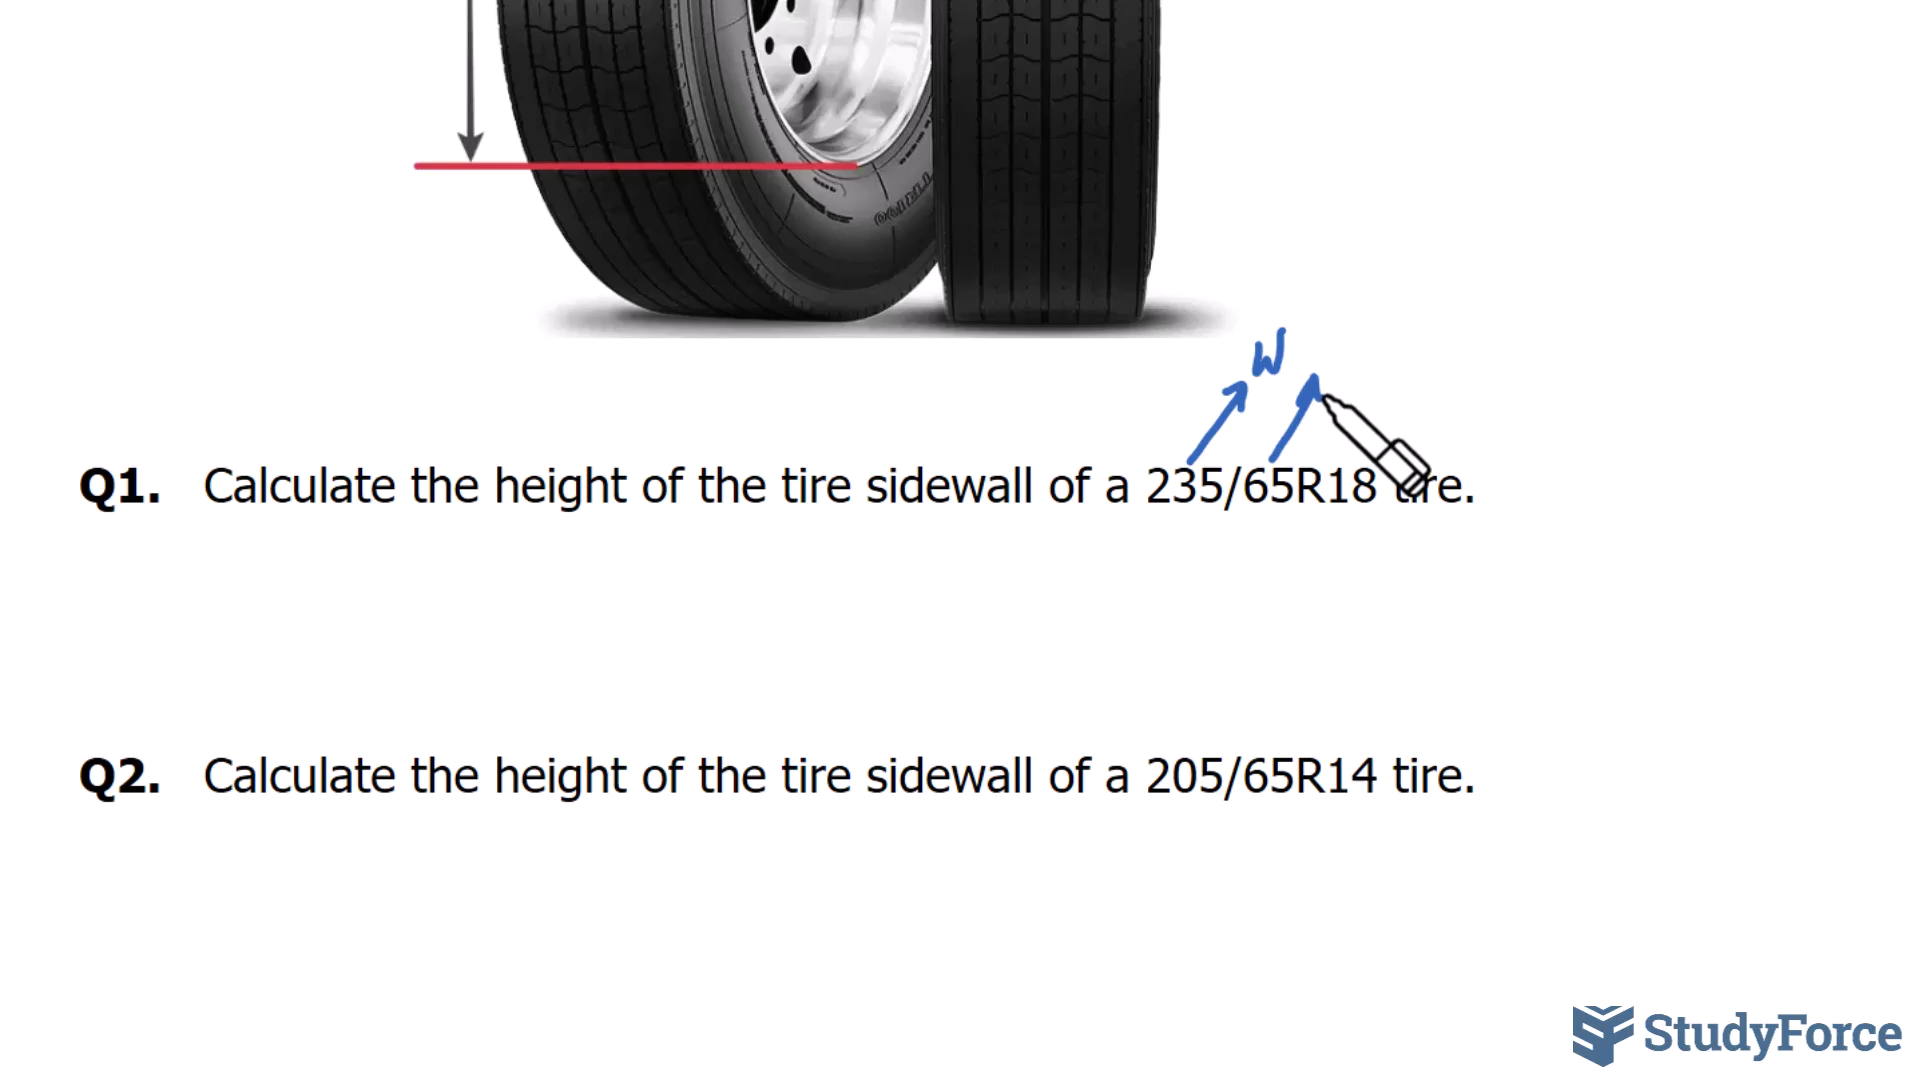 TR100
W
Q1. Calculate the height of the tire sidewall of a 235/65R18 tire.
Q2. Calculate the height of the tire sidewall of a 205/65R14 tire.
StudyForce